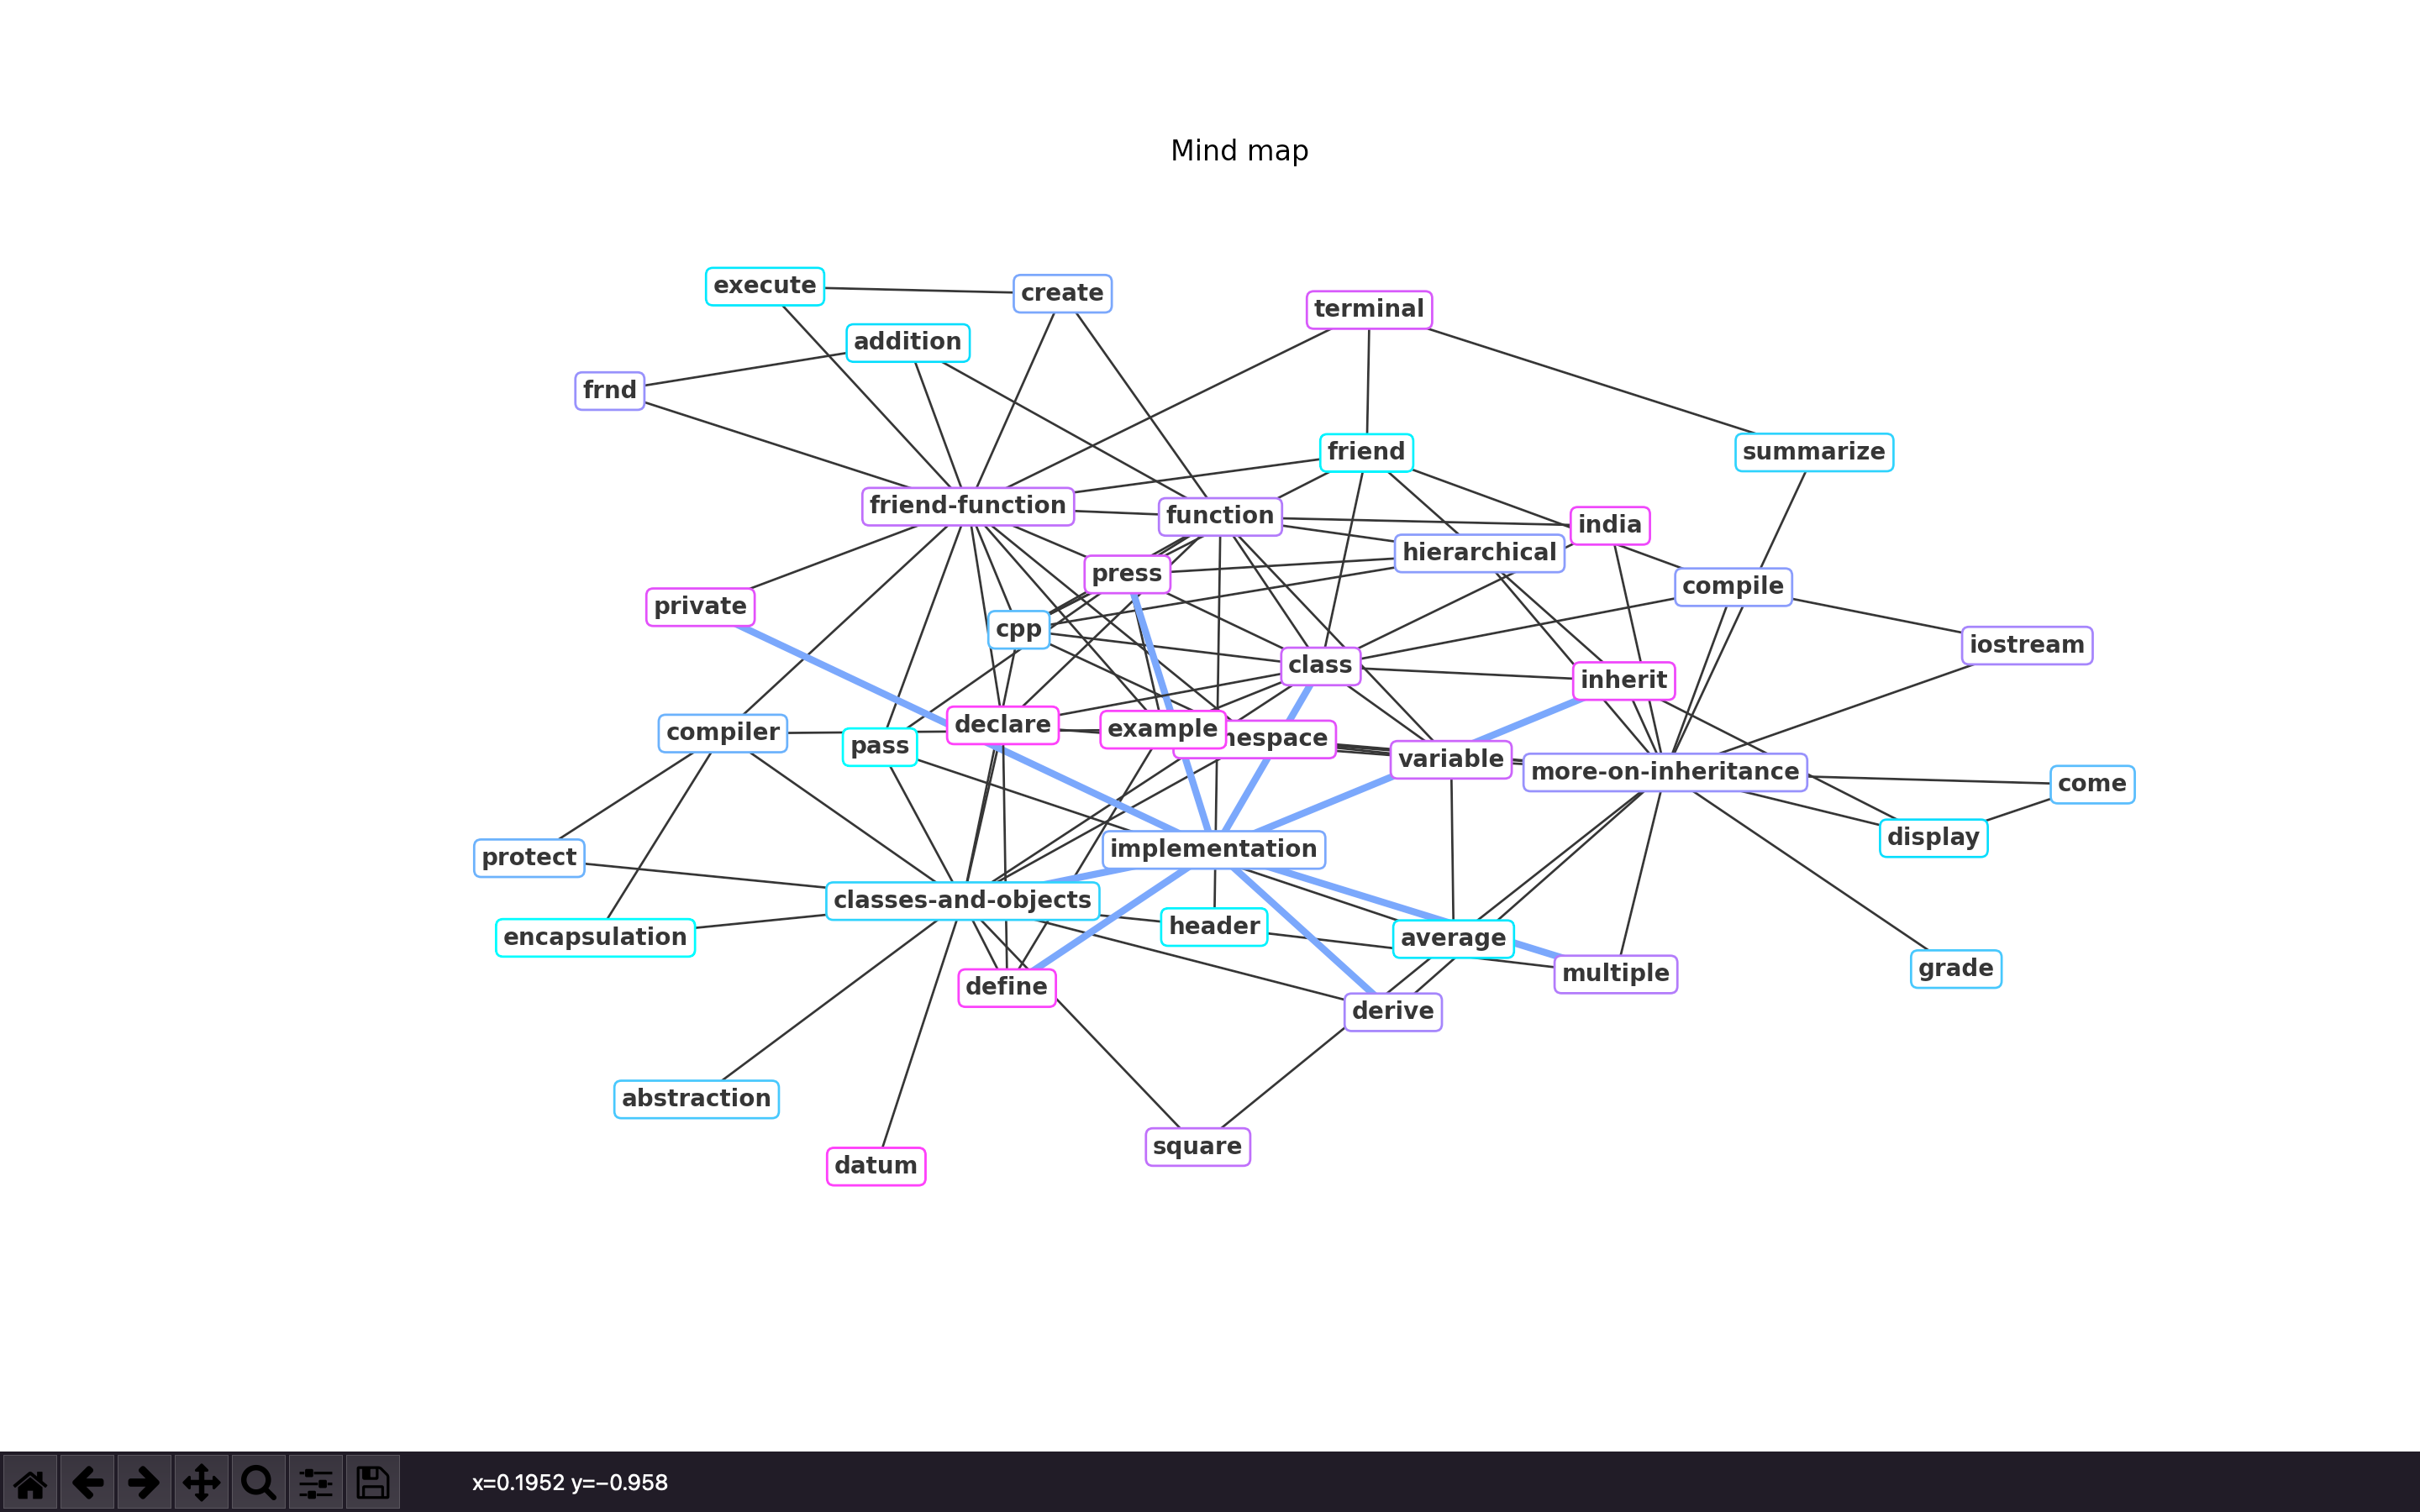 Mind map
execute
create
terminal
addition
frnd
friend
summarize
friend-function
function
india
hierarchical
press
compile
private
cpp
iostream
class
inherit
declare
example
compiler
pass
variable
more-on-inheritance
come
display
implementation
protect
classes-and-objects
header
encapsulation
average
grade
multiple
define
derive
abstraction
square
datum
x=0.1952 y=−0.958